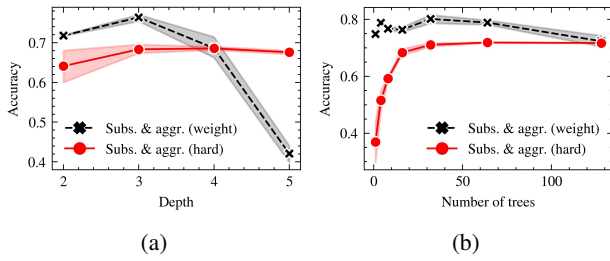 0.7
0.6
0.5
0.4
Accuracy
Subs. & aggr. (weight)
Subs. & aggr. (hard)
2 3 4 5
Depth
(a)
0.8
0.6
0.4
Accuracy
Subs. & aggr. (weight)
Subs. & aggr. (hard)
0 50 100
Number of trees
(b)